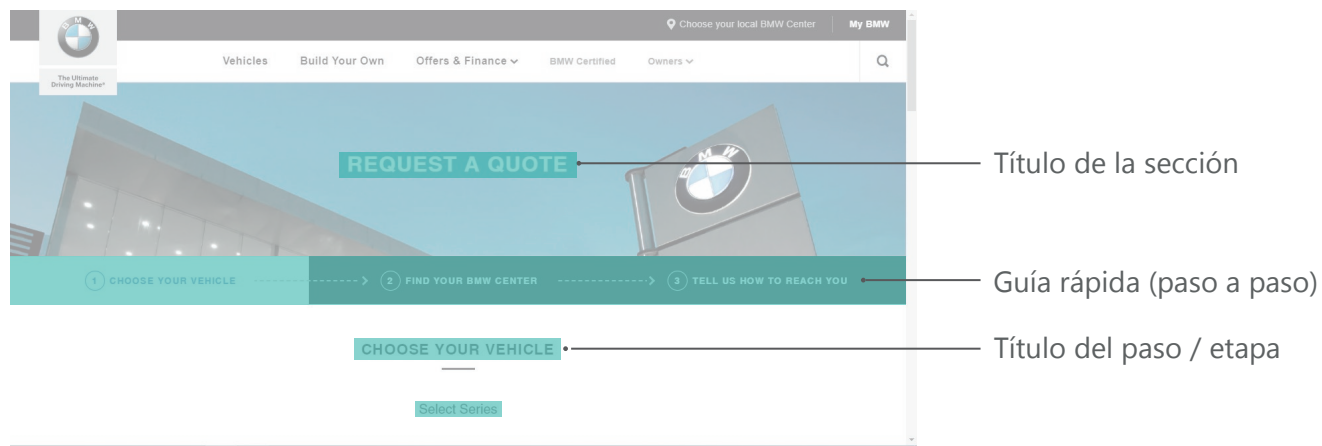 Choose your local BMW Center
My BMW
BMW
The Ultimate
Driving Machine®
Vehicles
Build Your Own
Offers & Finance
BMW Certified
Owners
REQUEST A QUOTE
BMW
Título de la sección
1 CHOOSE YOUR VEHICLE
2 FIND YOUR BMW CENTER
3 TELL US HOW TO REACH YOU
Guía rápida (paso a paso)
CHOOSE YOUR VEHICLE
Título del paso / etapa
Select Series